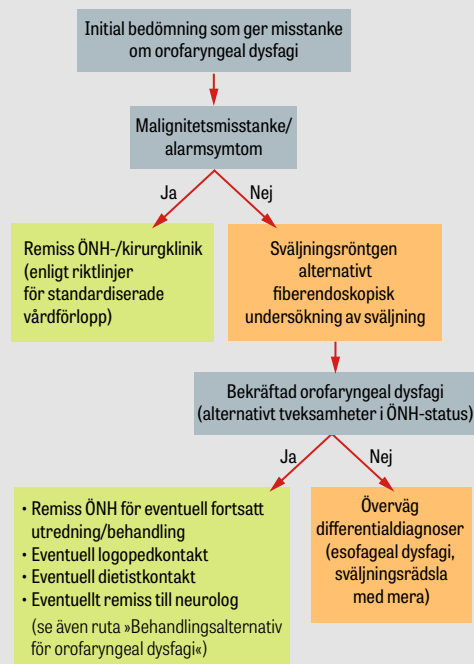 Initial bedömning som ger misstanke
om orofaryngeal dysfagi
Malignitetsmisstanke/
alarmsymtom
Ja
Nej
Remiss ÖNH-/kirurgklinik
(enligt riktlinjer
för standardiserade
vårdförlopp)
Sväljningsröntgen
alternativt
fiberendoskopisk
undersökning av sväljning
Bekräftad orofaryngeal dysfagi
(alternativt tveksamheter i ÖNH-status)
Ja
Nej
• Remiss ÖNH för eventuell fortsatt
utredning/behandling
• Eventuell logopedkontakt
• Eventuell dietistkontakt
• Eventuellt remiss till neurolog
(se även ruta »Behandlingsalternativ
för orofaryngeal dysfagi«)
Överväg
differentialdiagnoser
(esofageal dysfagi,
sväljningsrädsla
med mera)